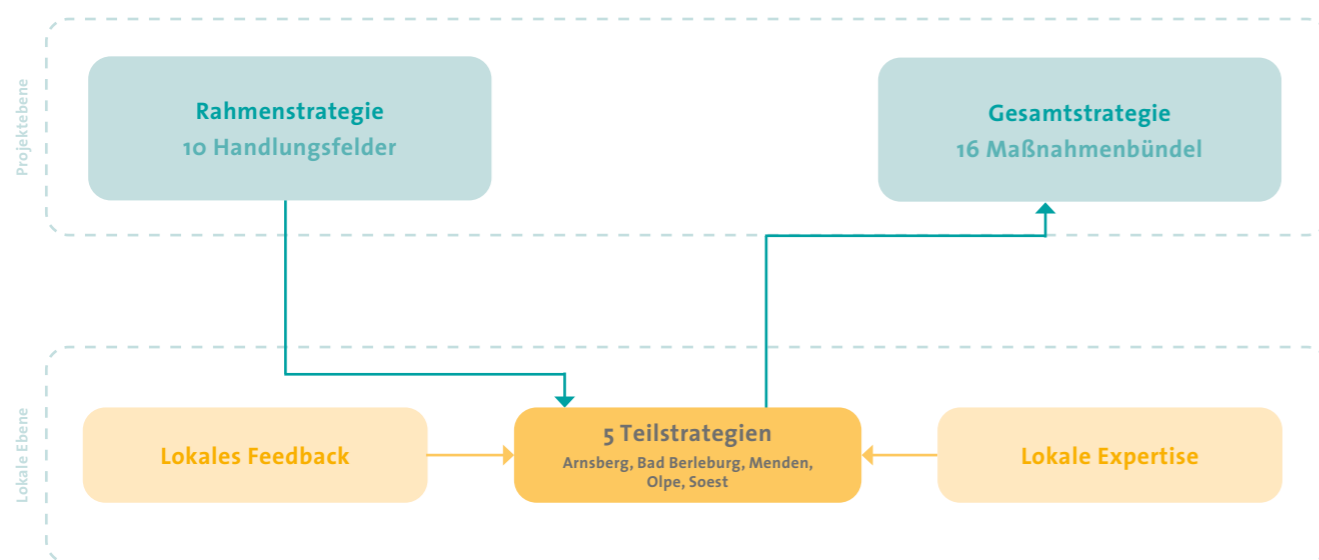 Projektebene
Rahmenstrategie
10 Handlungsfelder
Gesamtstrategie
16 Maßnahmenbündel
Lokale Ebene
Lokales Feedback
5 Teilstrategien
Arnsberg, Bad Berleburg, Menden,
Olpe, Soest
Lokale Expertise